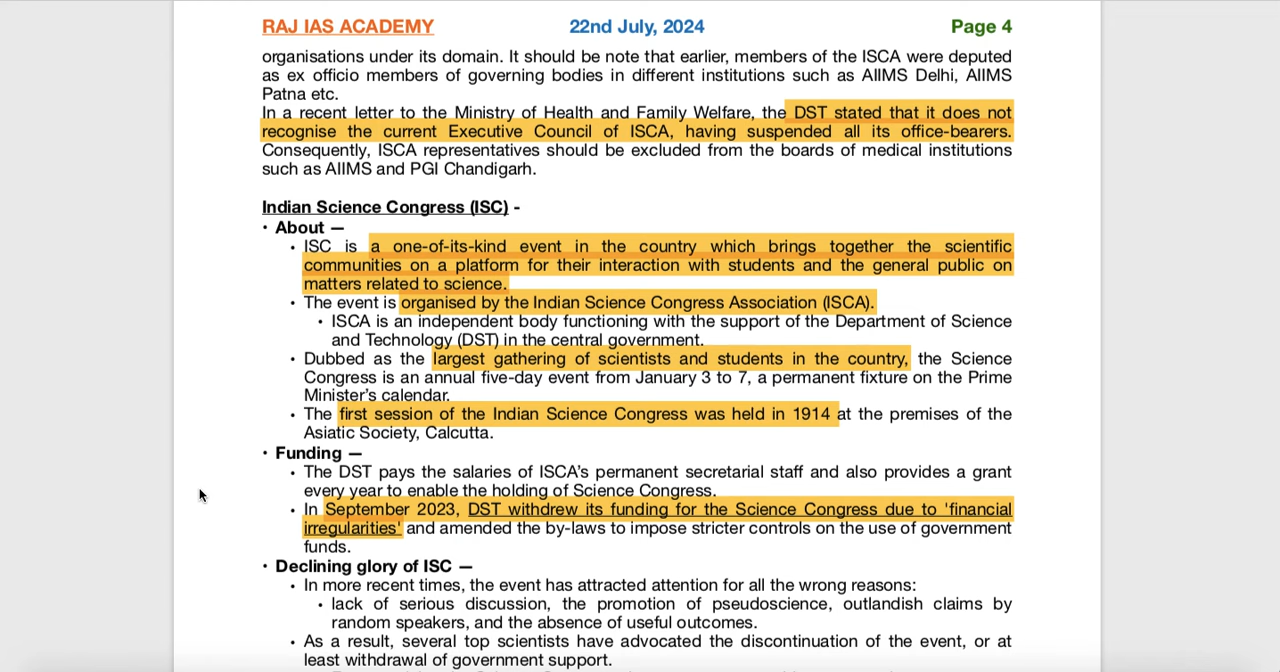 RAJ IAS ACADEMY 22nd July, 2024 Page 4
organisations under its domain. It should be note that earlier, members of the ISCA were deputed
as ex officio members of governing bodies in different institutions such as AIIMS Delhi, AIIMS
Patna etc.
In a recent letter to the Ministry of Health and Family Welfare, the DST stated that it does not
recognise the current Executive Council of ISCA, having suspended all its office-bearers.
Consequently, ISCA representatives should be excluded from the boards of medical institutions
such as AIIMS and PGI Chandigarh.
Indian Science Congress (ISC) -
• About —
• ISC is a one-of-its-kind event in the country which brings together the scientific
communities on a platform for their interaction with students and the general public on
matters related to science.
• The event is organised by the Indian Science Congress Association (ISCA).
• ISCA is an independent body functioning with the support of the Department of Science
and Technology (DST) in the central government.
• Dubbed as the largest gathering of scientists and students in the country, the Science
Congress is an annual five-day event from January 3 to 7, a permanent fixture on the Prime
Minister's calendar.
• The first session of the Indian Science Congress was held in 1914 at the premises of the
Asiatic Society, Calcutta.
• Funding —
• The DST pays the salaries of ISCA's permanent secretarial staff and also provides a grant
every year to enable the holding of Science Congress.
• In September 2023, DST withdrew its funding for the Science Congress due to 'financial
irregularities' and amended the by-laws to impose stricter controls on the use of government
funds.
• Declining glory of ISC —
• In more recent times, the event has attracted attention for all the wrong reasons:
• lack of serious discussion, the promotion of pseudoscience, outlandish claims by
random speakers, and the absence of useful outcomes.
• As a result, several top scientists have advocated the discontinuation of the event, or at
least withdrawal of government support.